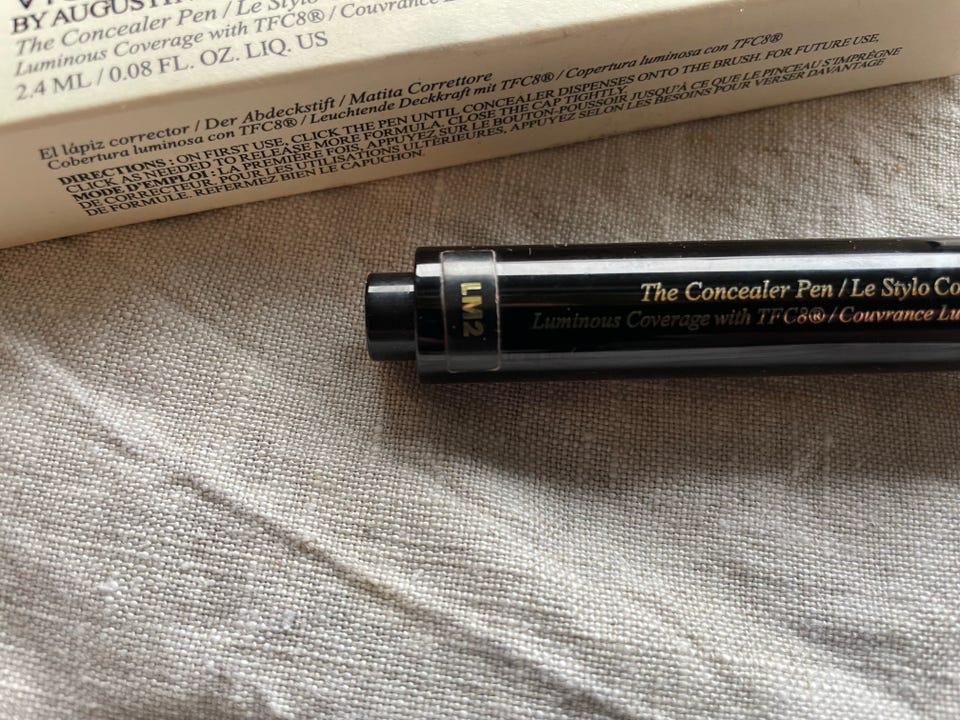 BY AUGUSTIN
The Concealer Pen / Le Stylo
Luminous Coverage with TFC8® / Couvrance
2.4 ML / 0.08 FL. OZ. LIQ. US
El lápiz corrector / Der Abdeckstift / Matita Correttore
Cobertura luminosa con TFC8® / Leuchtende Deckkraft mit TFC8® / Copertura luminosa con TFC8®
DIRECTIONS : ON FIRST USE, CLICK THE PEN UNTIL CONCEALER DISPENSES ONTO THE BRUSH. FOR FUTURE USE,
CLICK AS NEEDED TO RELEASE MORE FORMULA. CLOSE THE CAP TIGHTLY.
MODE D'EMPLOI : LA PREMIÈRE FOIS, APPUYEZ SUR LE BOUTON-POUSSOIR JUSQU'À CE QUE LE PINCEAU S'IMPRÈGNE
DE CORRECTEUR. POUR LES UTILISATIONS ULTÉRIEURES, APPUYEZ SELON LES BESOINS POUR VERSER DAVANTAGE
DE FORMULE. REFERMEZ BIEN LE CAPUCHON.
LM2
The Concealer Pen / Le Stylo Co
Luminous Coverage with TFC8® / Couvrance Lu